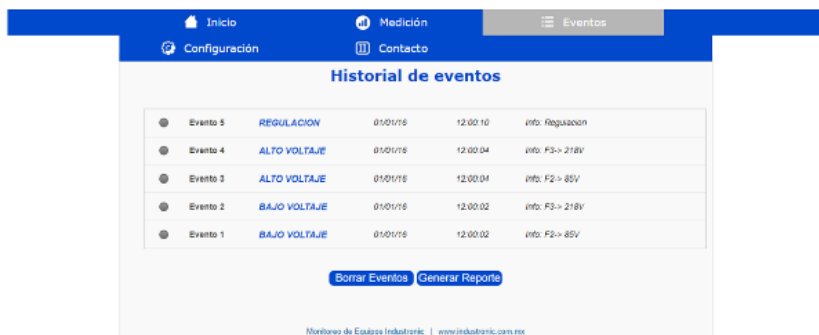 Inicio Medición Eventos
Configuración Contacto
Historial de eventos
Evento 5 REGULACION 01/01/16 12:00:10 Info: Regulacion
Evento 4 ALTO VOLTAJE 01/01/16 12:00:04 Info: F3-> 218V
Evento 3 ALTO VOLTAJE 01/01/16 12:00:04 Info: F2-> 85V
Evento 2 BAJO VOLTAJE 01/01/16 12:00:02 Info: F3-> 218V
Evento 1 BAJO VOLTAJE 01/01/16 12:00:02 Info: F2-> 85V
Borrar Eventos Generar Reporte
Monitoreo de Equipos Industronic | www.industronic.com.mx